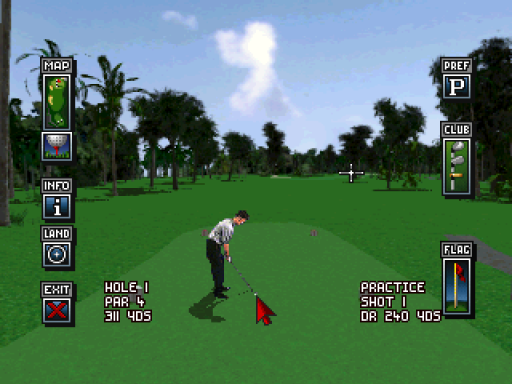 MAP
PREF
P
CLUB
INFO
i
LAND
FLAG
EXIT
HOLE 1
PAR 4
311 YDS
PRACTICE
SHOT 1
DR 240 YDS